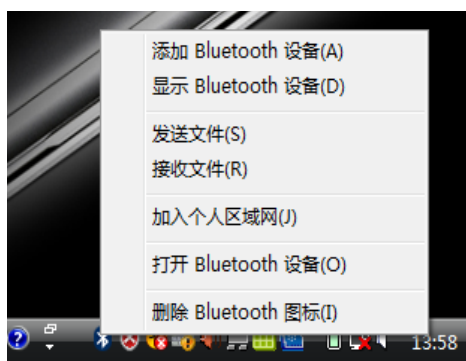 添加 Bluetooth 设备(A)
显示 Bluetooth 设备(D)
发送文件(S)
接收文件(R)
加入个人区域网(J)
打开 Bluetooth 设备(O)
删除 Bluetooth 图标(I)
13:58